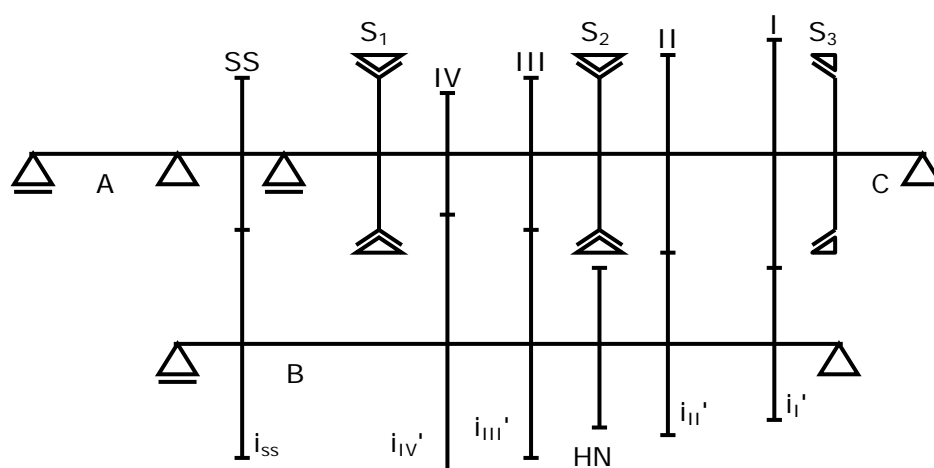 I
S₁
S₂
II
S₃
SS
III
IV
A
C
B
i_I'
i_II'
i_III'
i_IV'
i_ss
HN